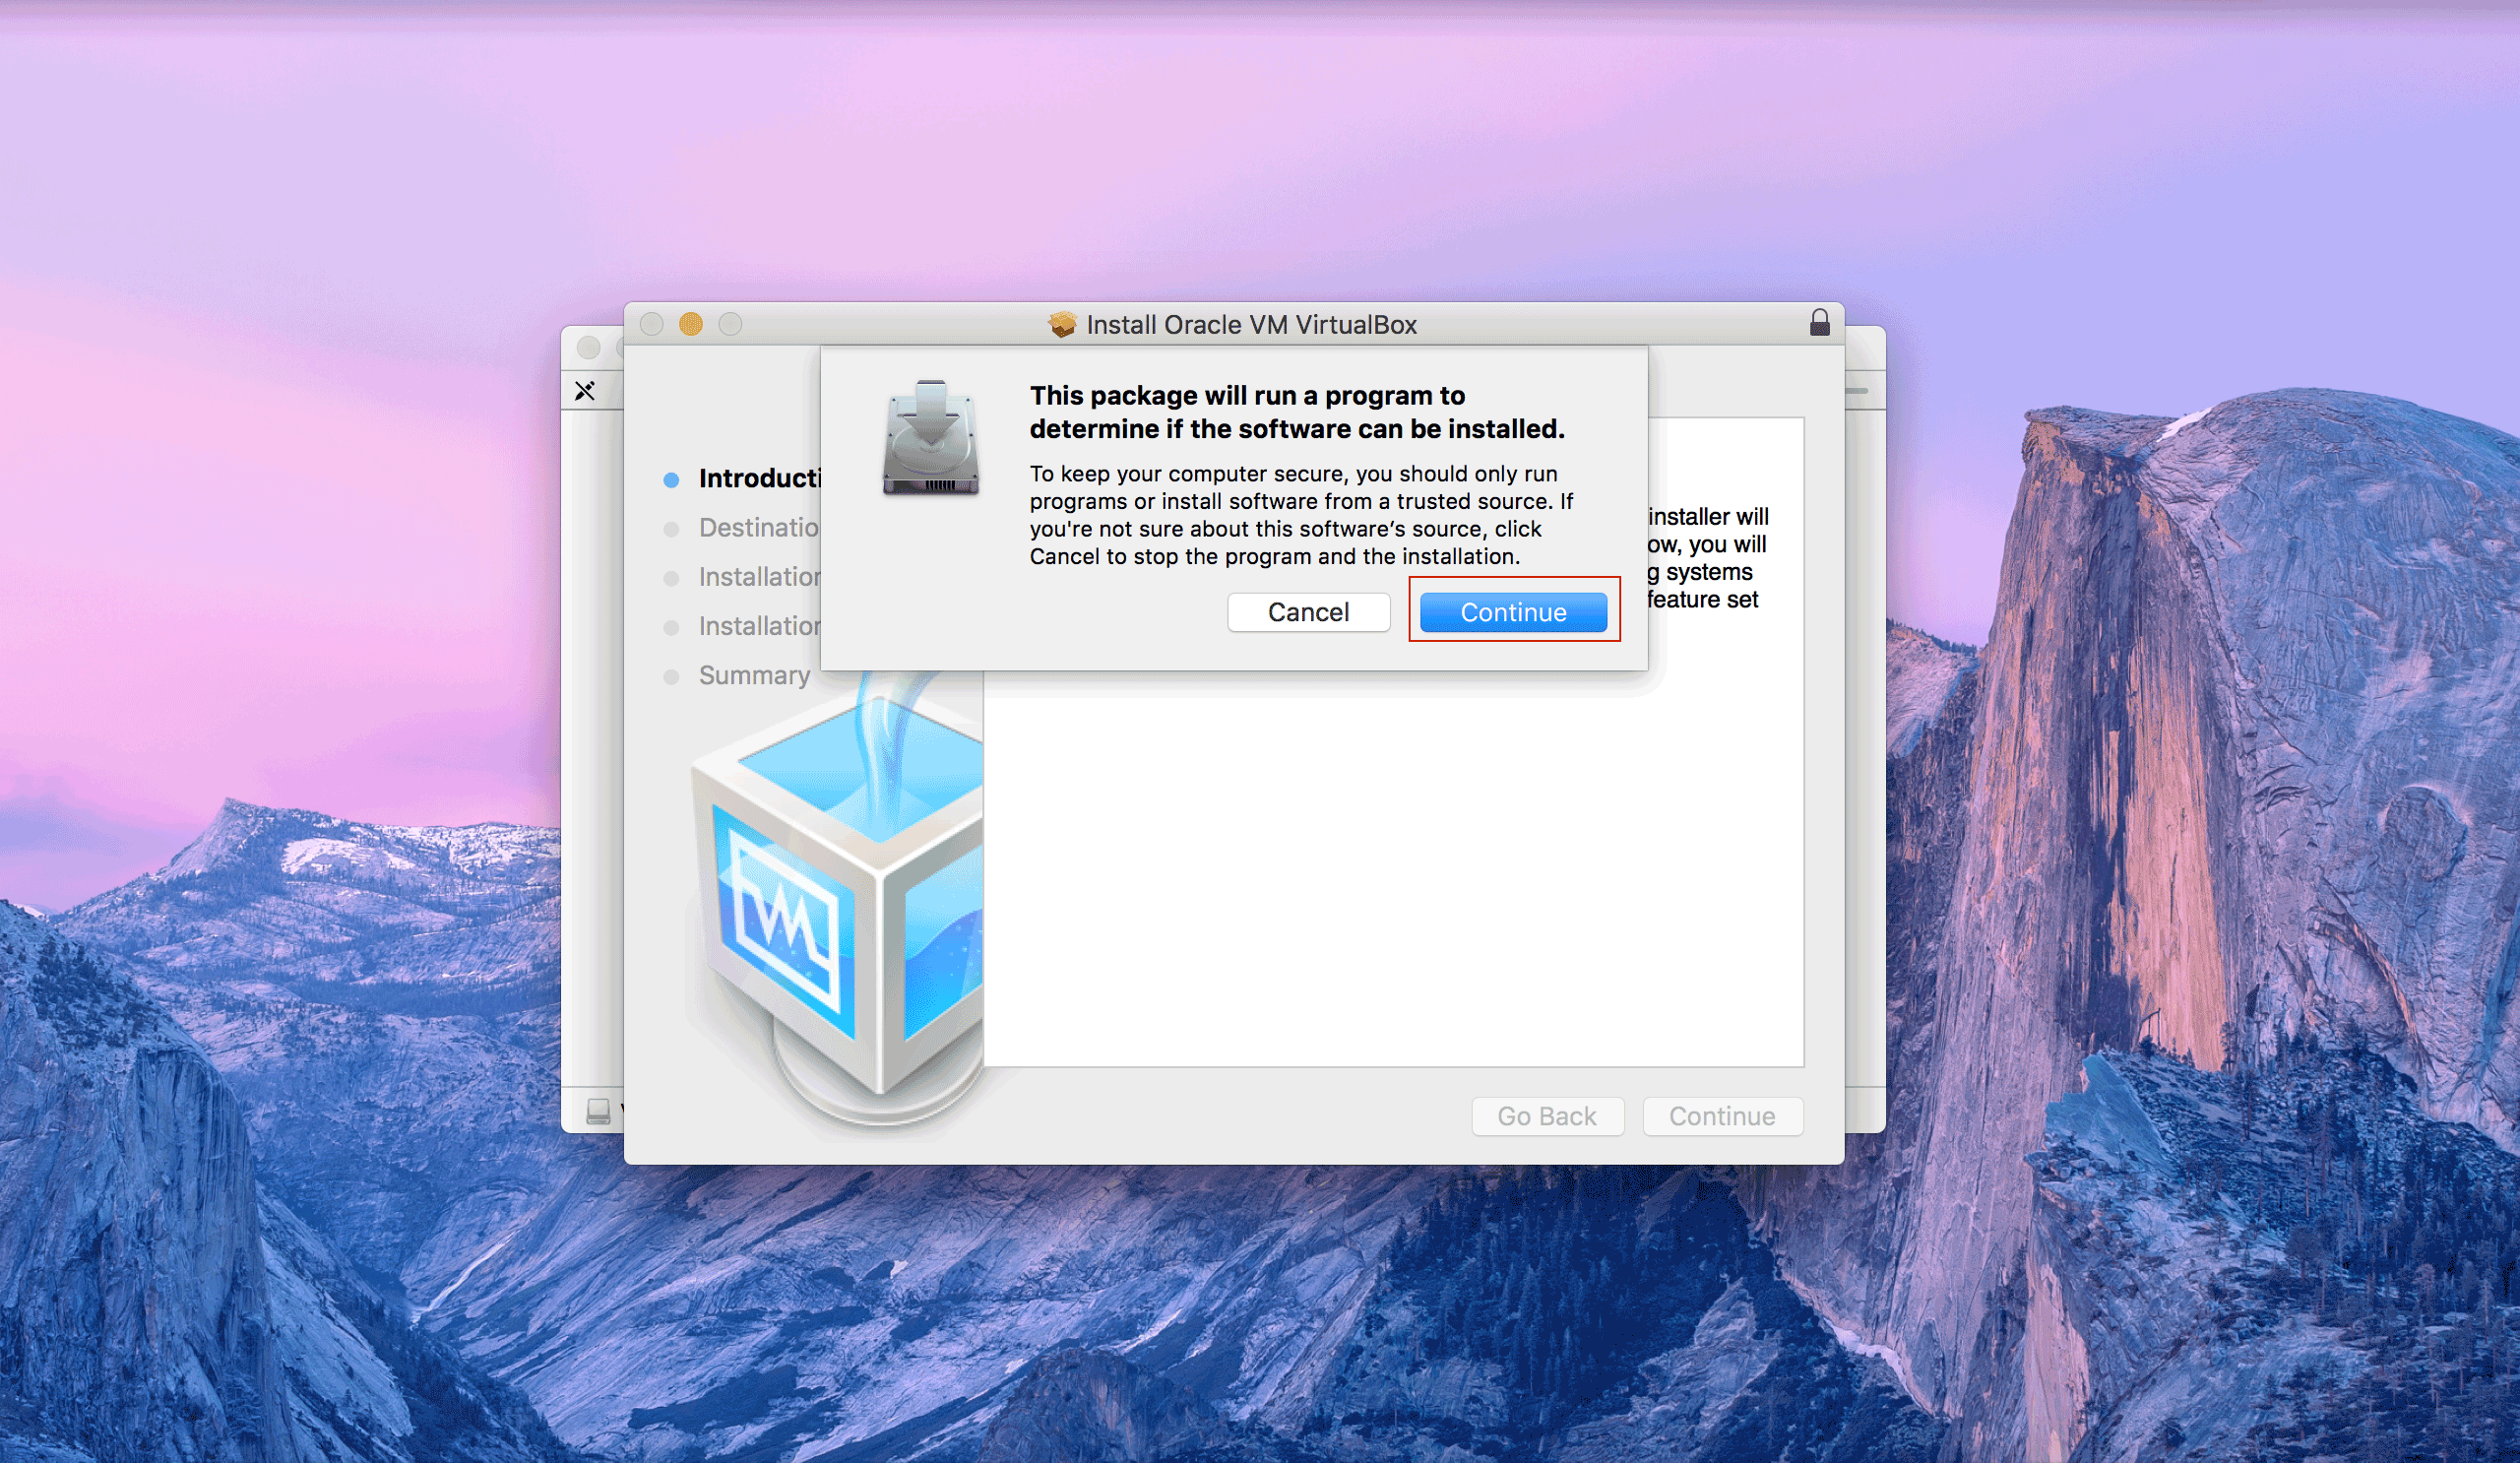 Install Oracle VM VirtualBox
This package will run a program to
determine if the software can be installed.
To keep your computer secure, you should only run
programs or install software from a trusted source. If
you're not sure about this software’s source, click
Cancel to stop the program and the installation.
Cancel
Continue
Introducti
Destinatio
Installation
Installation
Summary
installer will
ow, you will
g systems
feature set
Go Back
Continue